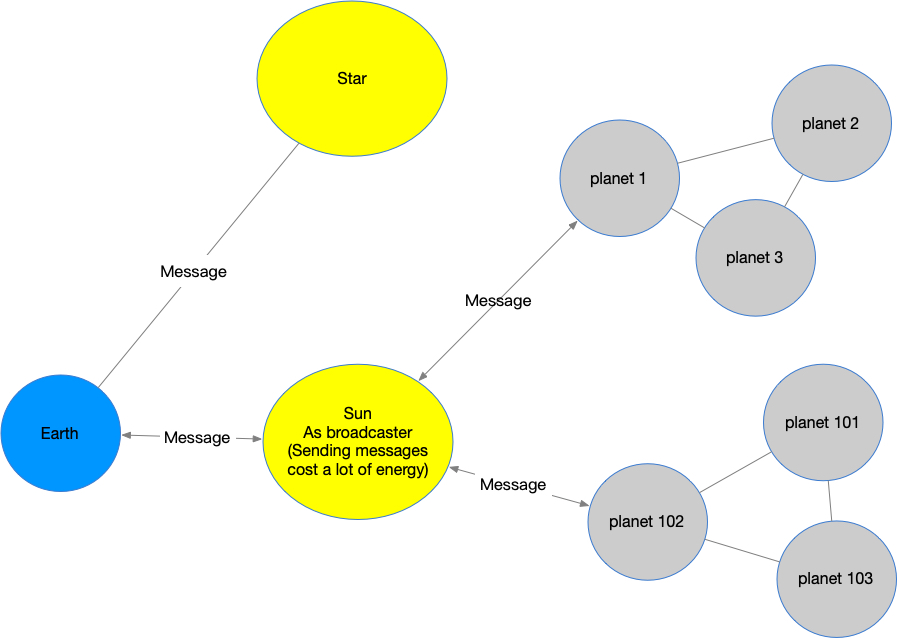 Star
planet 2
planet 1
planet 3
Message
Message
Sun
As broadcaster
(Sending messages
cost a lot of energy)
Earth
Message
planet 101
Message
planet 102
planet 103